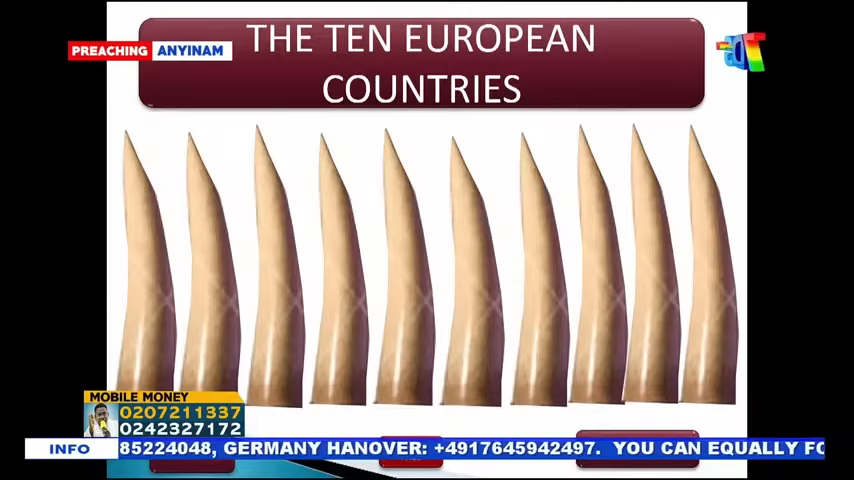 THE TEN EUROPEAN
COUNTRIES
PREACHING ANYINAM
MOBILE MONEY
0207211337
0242327172
INFO
85224048, GERMANY HANOVER: +4917645942497. YOU CAN EQUALLY FO